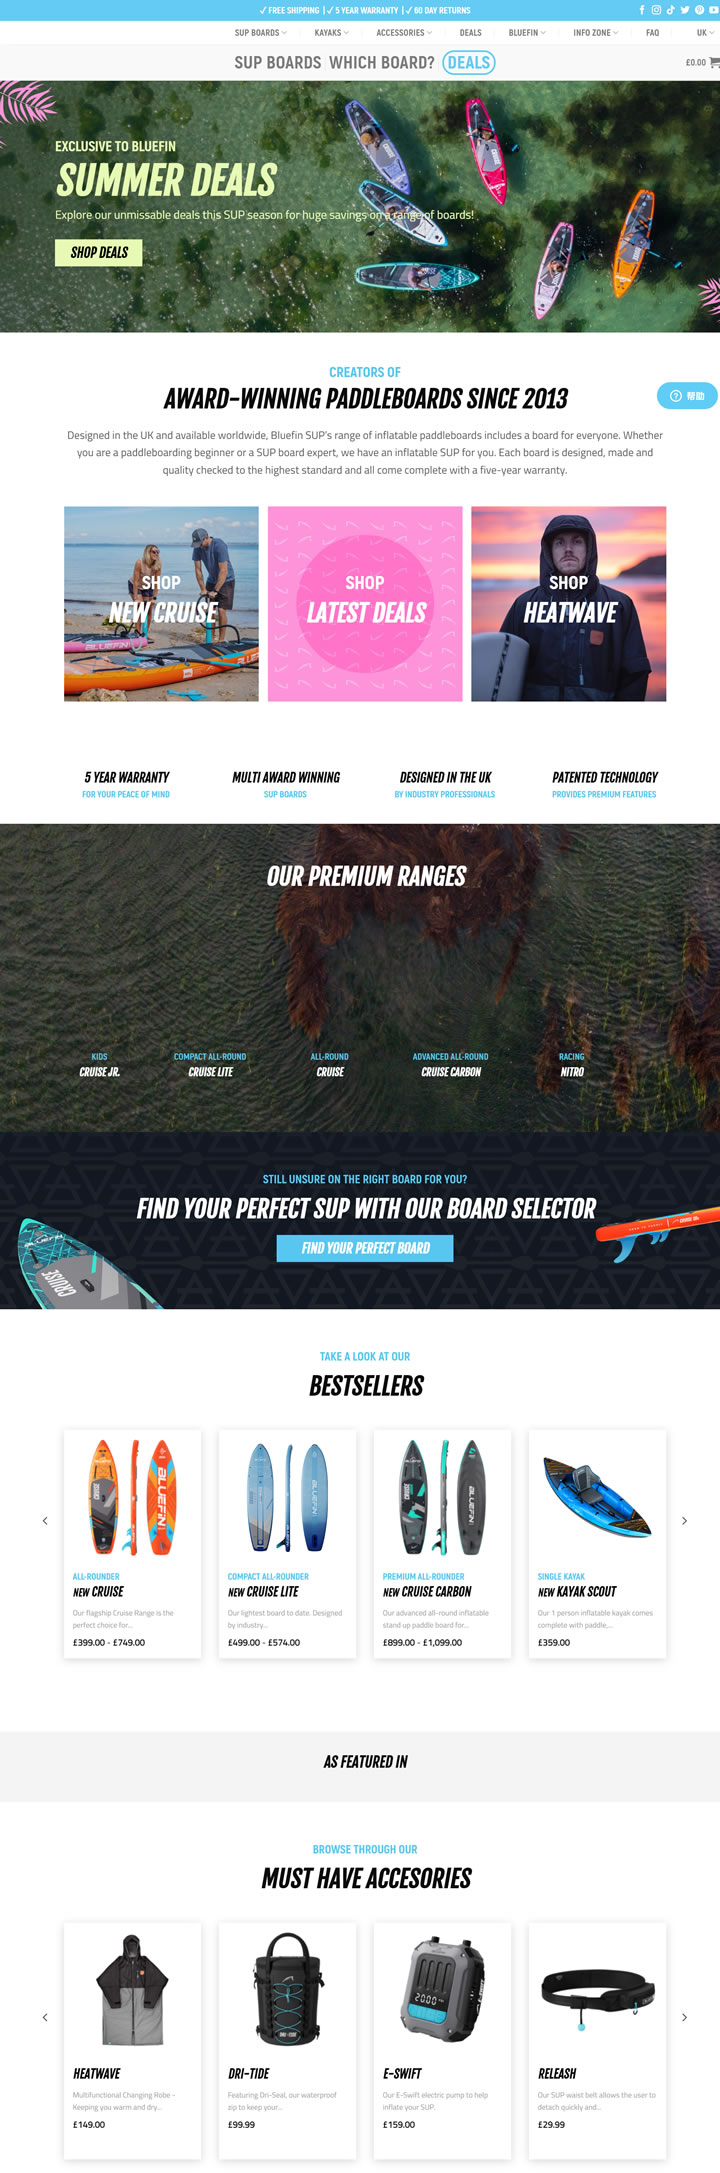 ✓ FREE SHIPPING | ✓ 5 YEAR WARRANTY | ✓ 60 DAY RETURNS
SUP BOARDS KAYAKS ACCESSORIES DEALS BLUEFIN INFO ZONE FAQ UK
SUP BOARDS WHICH BOARD? DEALS £0.00
EXCLUSIVE TO BLUEFIN
SUMMER DEALS
Explore our unmissable deals this SUP season for huge savings on a range of boards!
SHOP DEALS
CREATORS OF
AWARD-WINNING PADDLEBOARDS SINCE 2013
帮助
Designed in the UK and available worldwide, Bluefin SUP's range of inflatable paddleboards includes a board for everyone. Whether
you are a paddleboarding beginner or a SUP board expert, we have an inflatable SUP for you. Each board is designed, made and
quality checked to the highest standard and all come complete with a five-year warranty.
SHOP SHOP SHOP
NEW CRUISE LATEST DEALS HEATWAVE
5 YEAR WARRANTY MULTI AWARD WINNING DESIGNED IN THE UK PATENTED TECHNOLOGY
FOR YOUR PEACE OF MIND SUP BOARDS BY INDUSTRY PROFESSIONALS PROVIDES PREMIUM FEATURES
OUR PREMIUM RANGES
KIDS COMPACT ALL-ROUND ALL-ROUND ADVANCED ALL-ROUND RACING
CRUISE JR. CRUISE LITE CRUISE CRUISE CARBON NITRO
STILL UNSURE ON THE RIGHT BOARD FOR YOU?
FIND YOUR PERFECT SUP WITH OUR BOARD SELECTOR
FIND YOUR PERFECT BOARD
BLUEFIN
CRUISE
TAKE A LOOK AT OUR
BESTSELLERS
BLUEFIN BLUEFIN BLUEFIN
ALL-ROUNDER COMPACT ALL-ROUNDER PREMIUM ALL-ROUNDER SINGLE KAYAK
NEW CRUISE NEW CRUISE LITE NEW CRUISE CARBON NEW KAYAK SCOUT
Our flagship Cruise Range is the Our lightest board to date. Designed Our advanced all-round inflatable Our 1 person inflatable kayak comes
perfect choice for... by industry... stand up paddle board for... complete with paddle,...
£399.00 - £749.00 £499.00 - £574.00 £899.00 - £1,099.00 £359.00
AS FEATURED IN
BROWSE THROUGH OUR
MUST HAVE ACCESORIES
20.00
DRI-TIDE
HEATWAVE DRI-TIDE E-SWIFT RELEASH
Multifunctional Changing Robe - Featuring Dri-Seal, our waterproof Our E-Swift electric pump to help Our SUP waist belt allows the user to
Keeping you warm and dry... zip to keep your... inflate your SUP. detach quickly and...
£149.00 £99.99 £159.00 £29.99